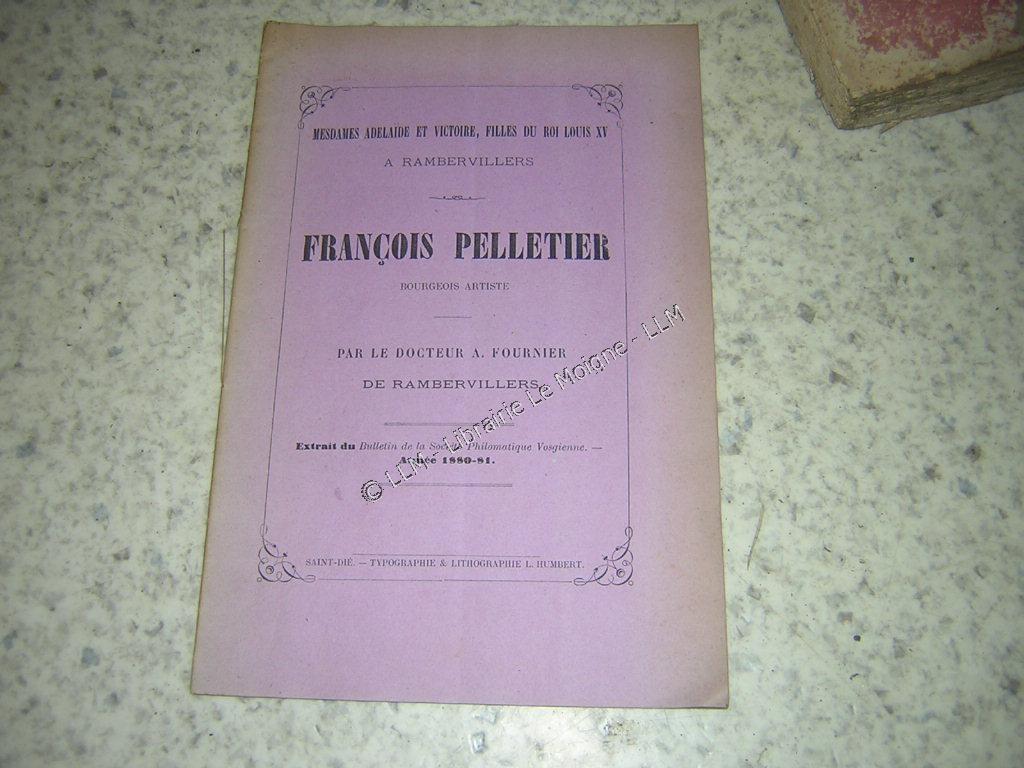 MESDAMES ADELAÏDE ET VICTOIRE, FILLES DU ROI LOUIS XV
A RAMBERVILLERS
FRANÇOIS PELLETIER
BOURGEOIS ARTISTE
PAR LE DOCTEUR A. FOURNIER
DE RAMBERVILLERS
Extrait du Bulletin de la Société Philomatique Vosgienne. —
Année 1880-81.
SAINT-DIÉ. — TYPOGRAPHIE & LITHOGRAPHIE L. HUMBERT.
© LLM - Librairie Le Moigne - LLM